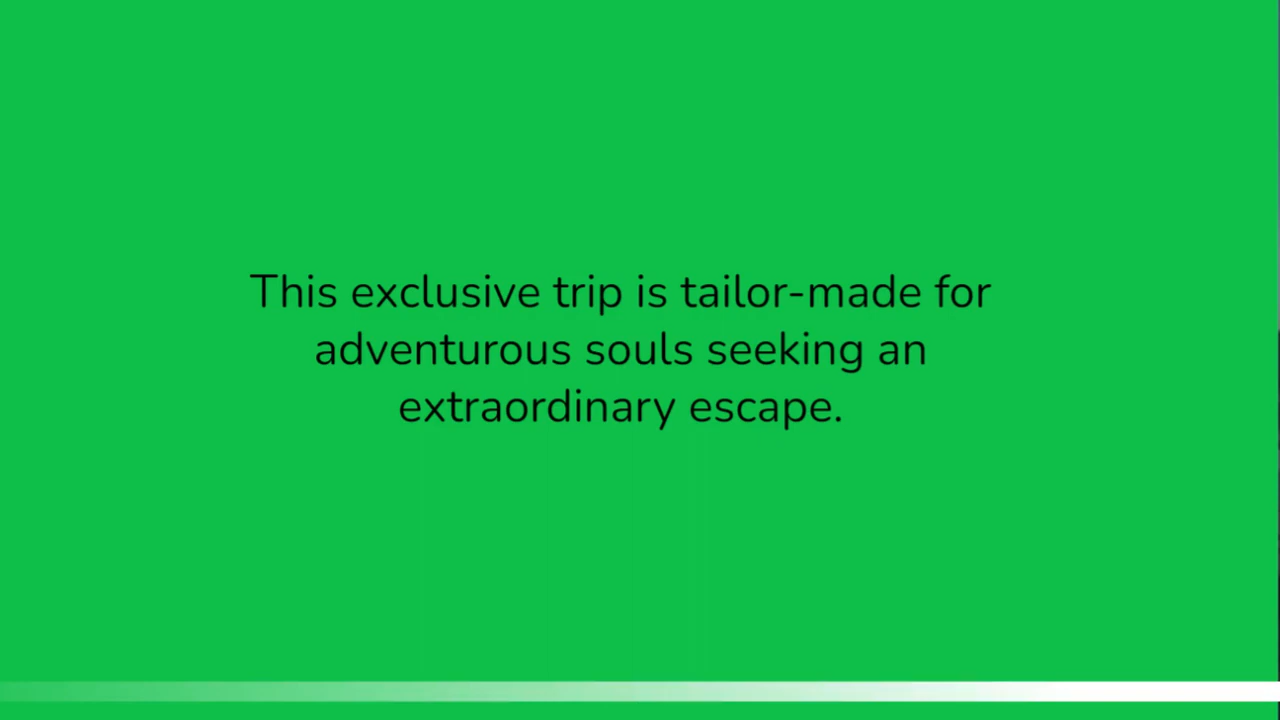 This exclusive trip is tailor-made for
adventurous souls seeking an
extraordinary escape.